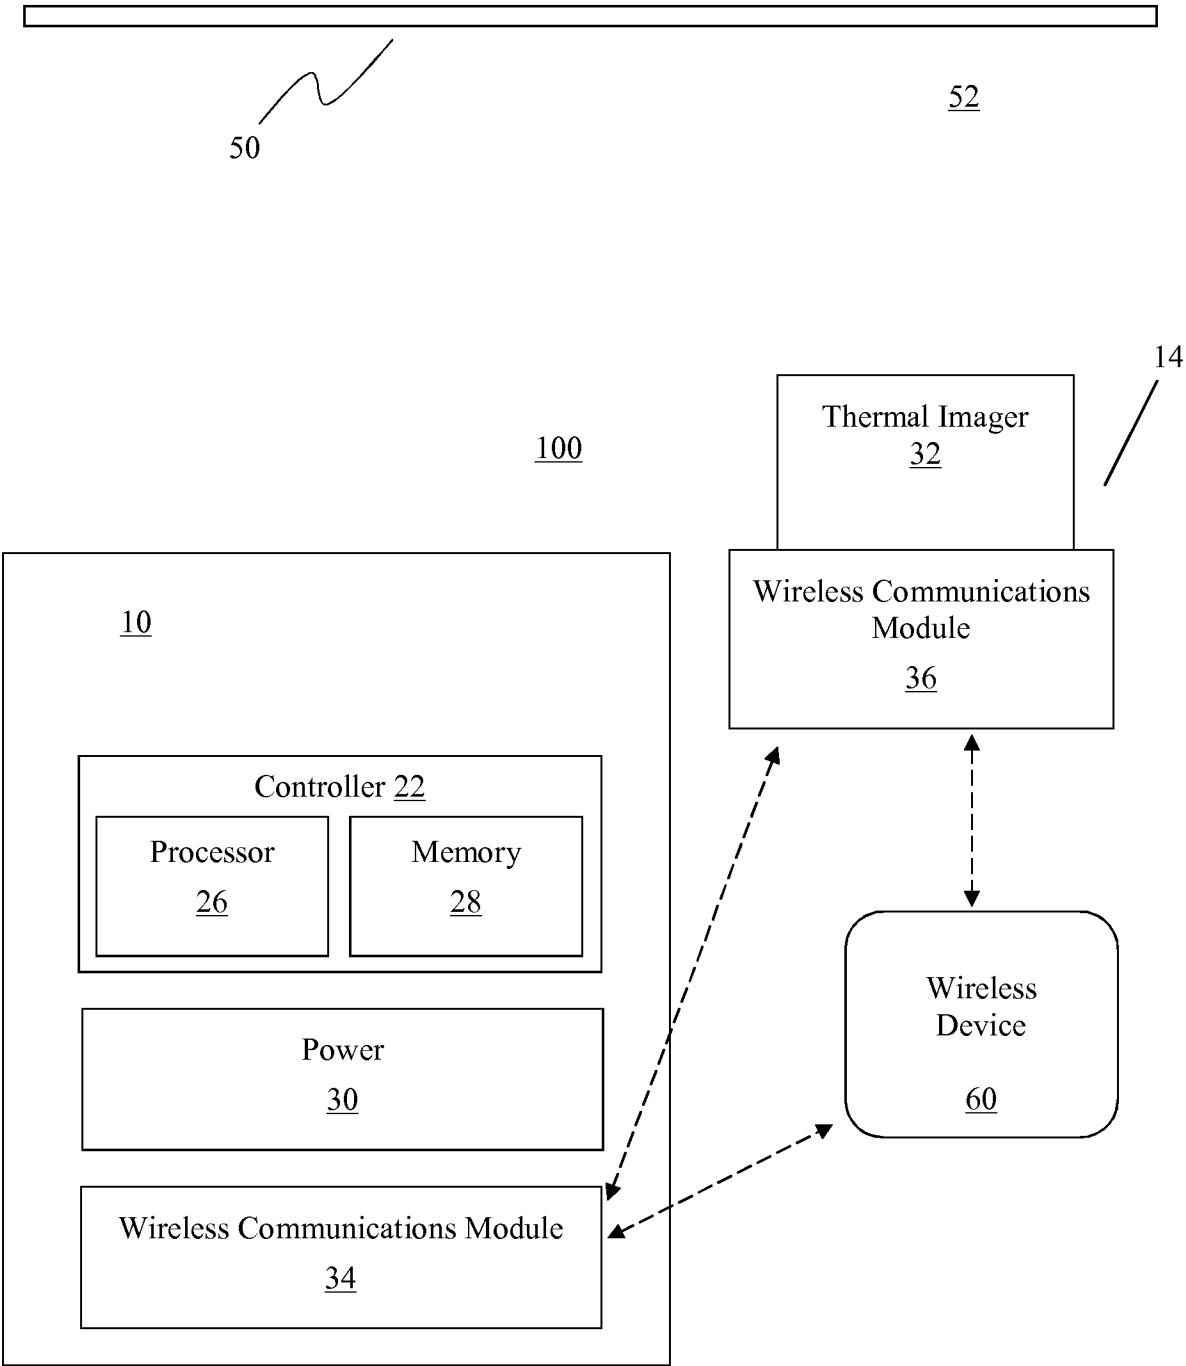 52
50
14
Thermal Imager
32
100
Wireless Communications
Module
36
10
Controller 22
Processor
26
Memory
28
Power
30
Wireless
Device
60
Wireless Communications Module
34